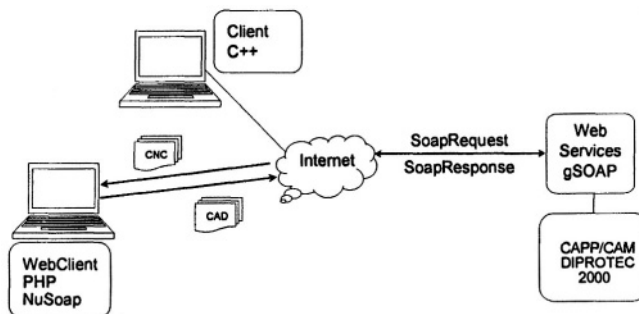 Client
C++
CNC
CAD
Internet
SoapRequest
SoapResponse
Web
Services
gSOAP
CAPP/CAM
DIPROTEC
2000
WebClient
PHP
NuSoap